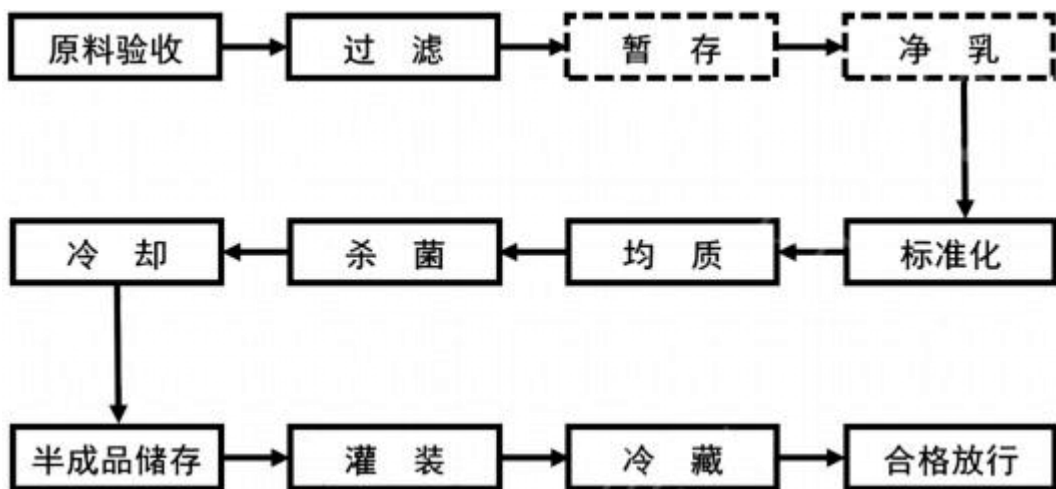 原料验收 过 滤 暂 存 净 乳
冷 却 杀 菌 均 质 标准化
半成品储存 灌 装 冷 藏 合格放行